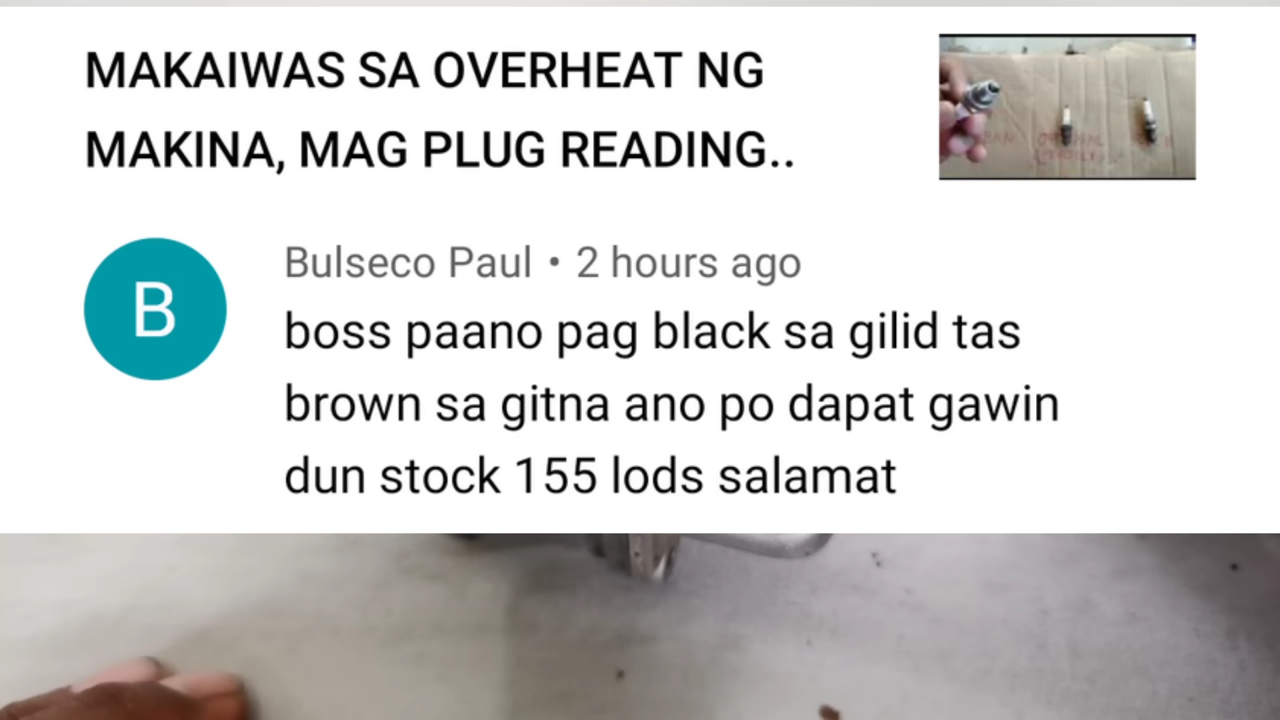 MAKAIWAS SA OVERHEAT NG
MAKINA, MAG PLUG READING..
B
Bulseco Paul • 2 hours ago
boss paano pag black sa gilid tas
brown sa gitna ano po dapat gawin
dun stock 155 lods salamat